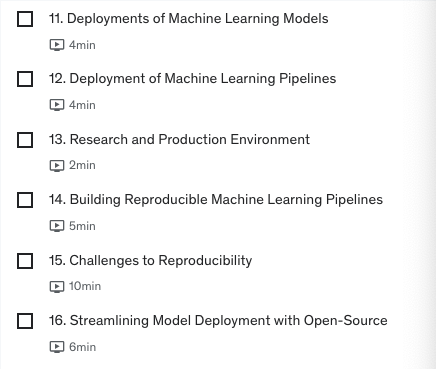 11. Deployments of Machine Learning Models
4min
12. Deployment of Machine Learning Pipelines
4min
13. Research and Production Environment
2min
14. Building Reproducible Machine Learning Pipelines
5min
15. Challenges to Reproducibility
10min
16. Streamlining Model Deployment with Open-Source
6min